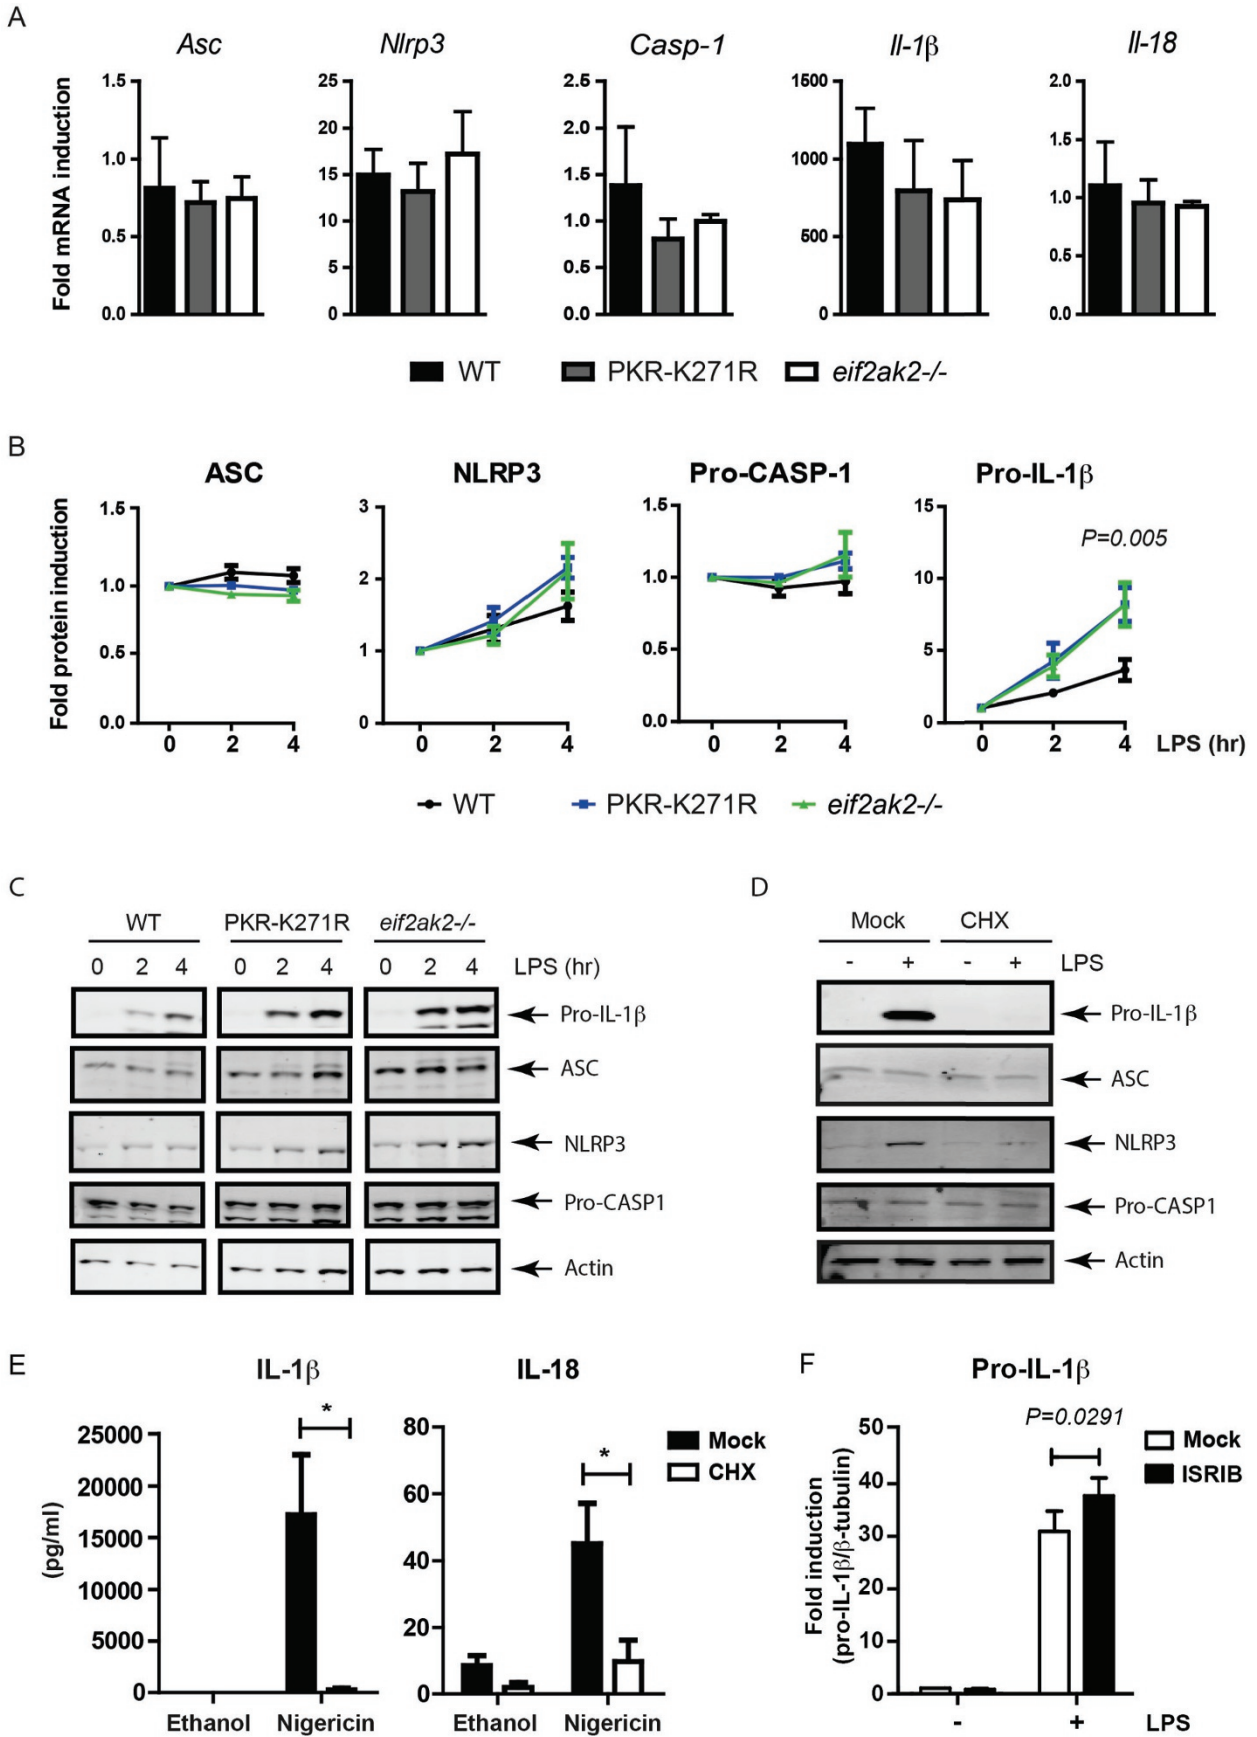 A
Asc Nlrp3 Casp-1 Il-1β Il-18
Fold mRNA induction
1.5 25 2.5 1500 2.0
20 2.0
1.0 15 1.5 1000 1.5
10 1.0 1.0
0.5 5 0.5 500 0.5
0.0 0 0.0 0 0.0
WT PKR-K271R eif2ak2-/-
B
ASC NLRP3 Pro-CASP-1 Pro-IL-1β
Fold protein induction
1.5 3 1.5 15
P=0.005
1.0 2 1.0 10
0.5 1 0.5 5
0.0 0 0.0 0
0 2 4 0 2 4 0 2 4 0 2 4 LPS (hr)
WT PKR-K271R eif2ak2-/-
C
WT PKR-K271R eif2ak2-/-
0 2 4 0 2 4 0 2 4 LPS (hr)
Pro-IL-1β
ASC
NLRP3
Pro-CASP1
Actin
D
Mock CHX
- + - + LPS
Pro-IL-1β
ASC
NLRP3
Pro-CASP1
Actin
E
IL-1β IL-18
(pg/ml)
25000
20000
15000
10000
5000
0
*
Ethanol Nigericin
80
60
40
20
0
*
Ethanol Nigericin
Mock
CHX
F
Pro-IL-1β
P=0.0291
Fold induction
(pro-IL-1β/β-tubulin)
50
40
30
20
10
0
Mock
ISRIB
- + LPS